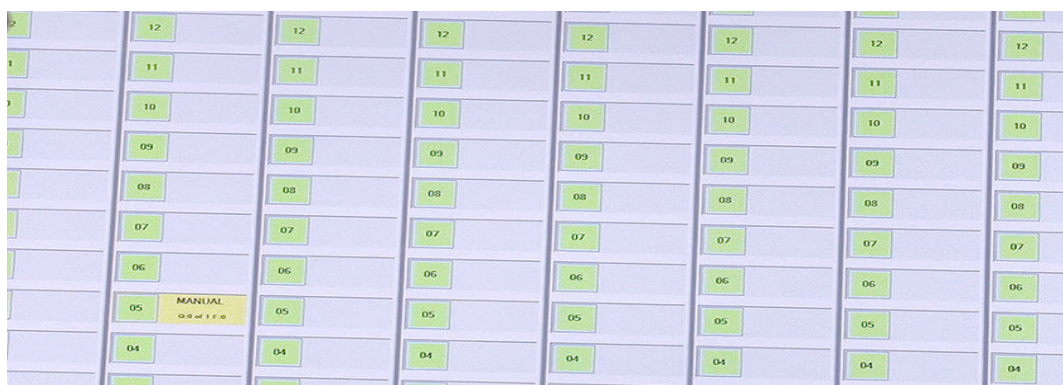 12 12 12 12 12 12 12
11 11 11 11 11 11 11
10 10 10 10 10 10 10
09 09 09 09 09 09 09
08 08 08 08 08 08 08
07 07 07 07 07 07 07
06 06 06 06 06 06 06
05 MANUAL 05 05 05 05 05 05
04 04 04 04 04 04 04